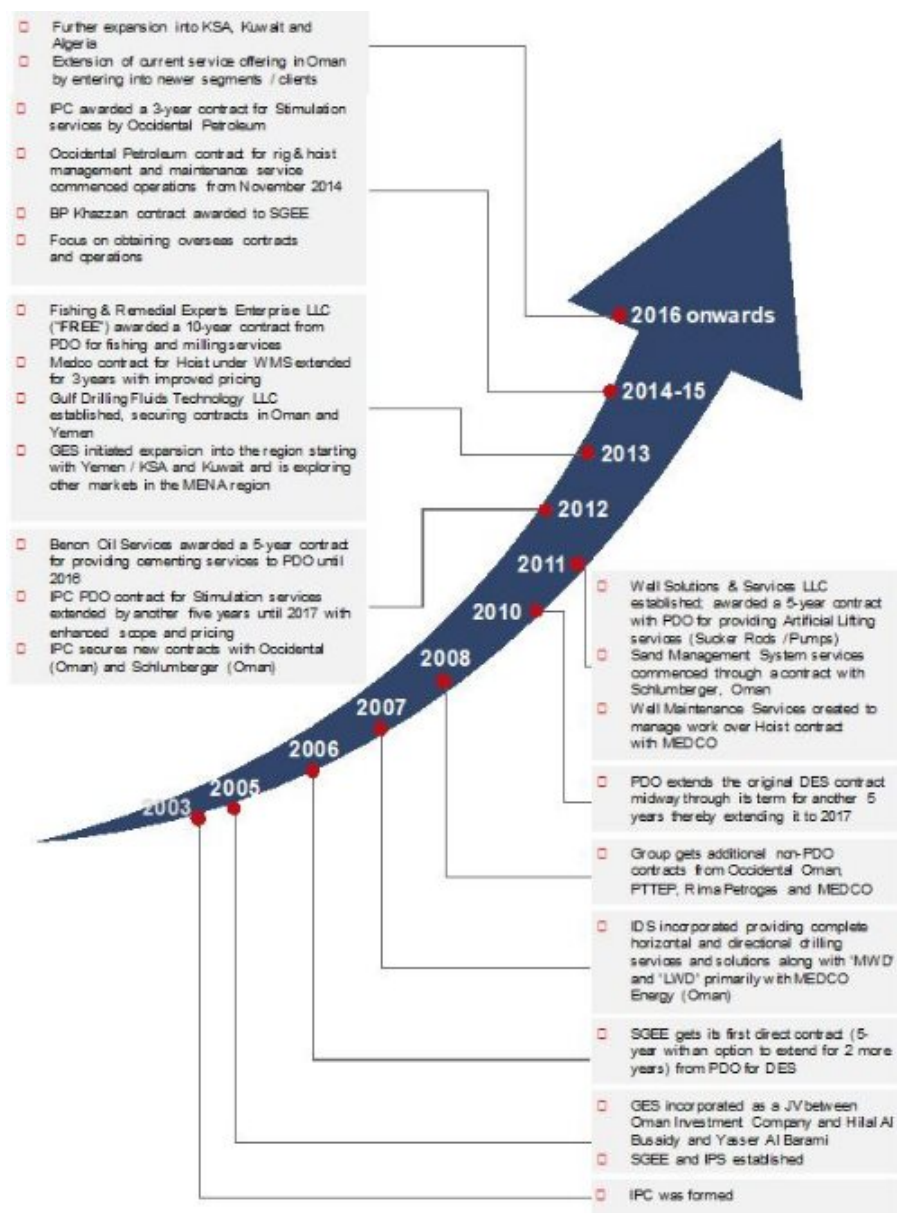 Further expansion into KSA, Kuwait and
Algeria
Extension of current service offering in Oman
by entering into newer segments / clients
IPC awarded a 3-year contract for Stimulation
services by Occidental Petroleum
Occidental Petroleum contract for rig & hoist
management and maintenance service
commenced operations from November 2014
BP Khazzan contract awarded to SGEE
Focus on obtaining overseas contracts
and operations
Fishing & Remedial Experts Enterprise LLC
("FREE") awarded a 10-year contract from
PDO for fishing and milling services
Medco contract for Hoist under WMS extended
for 3 years with improved pricing
Gulf Drilling Fluids Technology LLC
established, securing contracts in Oman and
Yemen
GES initiated expansion into the region starting
with Yemen / KSA and Kuwait and is exploring
other markets in the MENA region
Benon Oil Services awarded a 5-year contract
for providing cementing services to PDO until
2016
IPC PDO contract for Stimulation services
extended by another five years until 2017 with
enhanced scope and pricing
IPC secures new contracts with Occidental
(Oman) and Schlumberger (Oman)
2016 onwards
2014-15
2013
2012
2011
2010
2008
2007
2006
2005
2003
Well Solutions & Services LLC
established; awarded a 5-year contract
with PDO for providing Artificial Lifting
services (Sucker Rods / Pumps)
Sand Management System services
commenced through a contract with
Schlumberger, Oman
Well Maintenance Services created to
manage work over Hoist contract
with MEDCO
PDO extends the original DES contract
midway through its term for another 5
years thereby extending it to 2017
Group gets additional non-PDO
contracts from Occidental Oman,
PTTEP, Rima Petrogas and MEDCO
IDS incorporated providing complete
horizontal and directional drilling
services and solutions along with 'MWD'
and 'LWD' primarily with MEDCO
Energy (Oman)
SGEE gets its first direct contract (5-
year with an option to extend for 2 more
years) from PDO for DES
GES incorporated as a JV between
Oman Investment Company and Hilal Al
Busaidy and Yasser Al Barami
SGEE and IPS established
IPC was formed